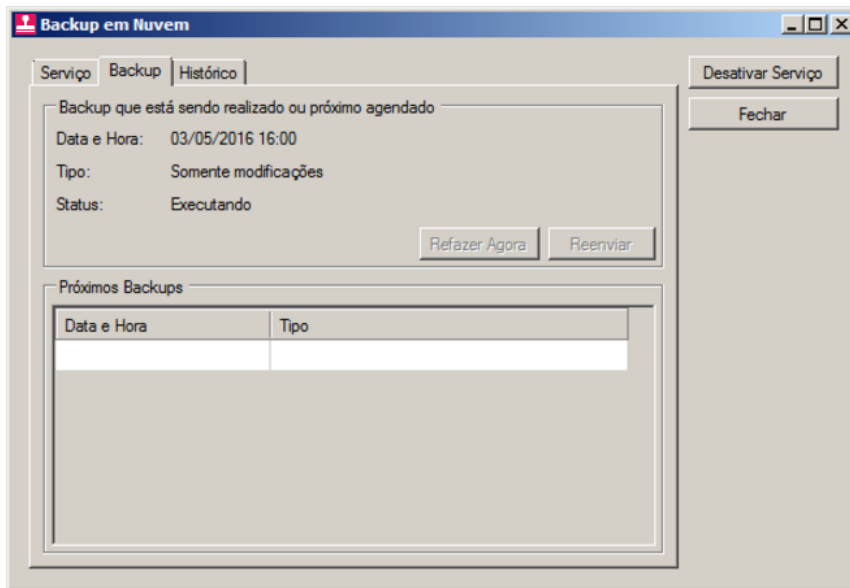 Backup em Nuvem
Serviço Backup Histórico
Desativar Serviço
Fechar
Backup que está sendo realizado ou próximo agendado
Data e Hora: 03/05/2016 16:00
Tipo: Somente modificações
Status: Executando
Refazer Agora Reenviar
Próximos Backups
Data e Hora Tipo